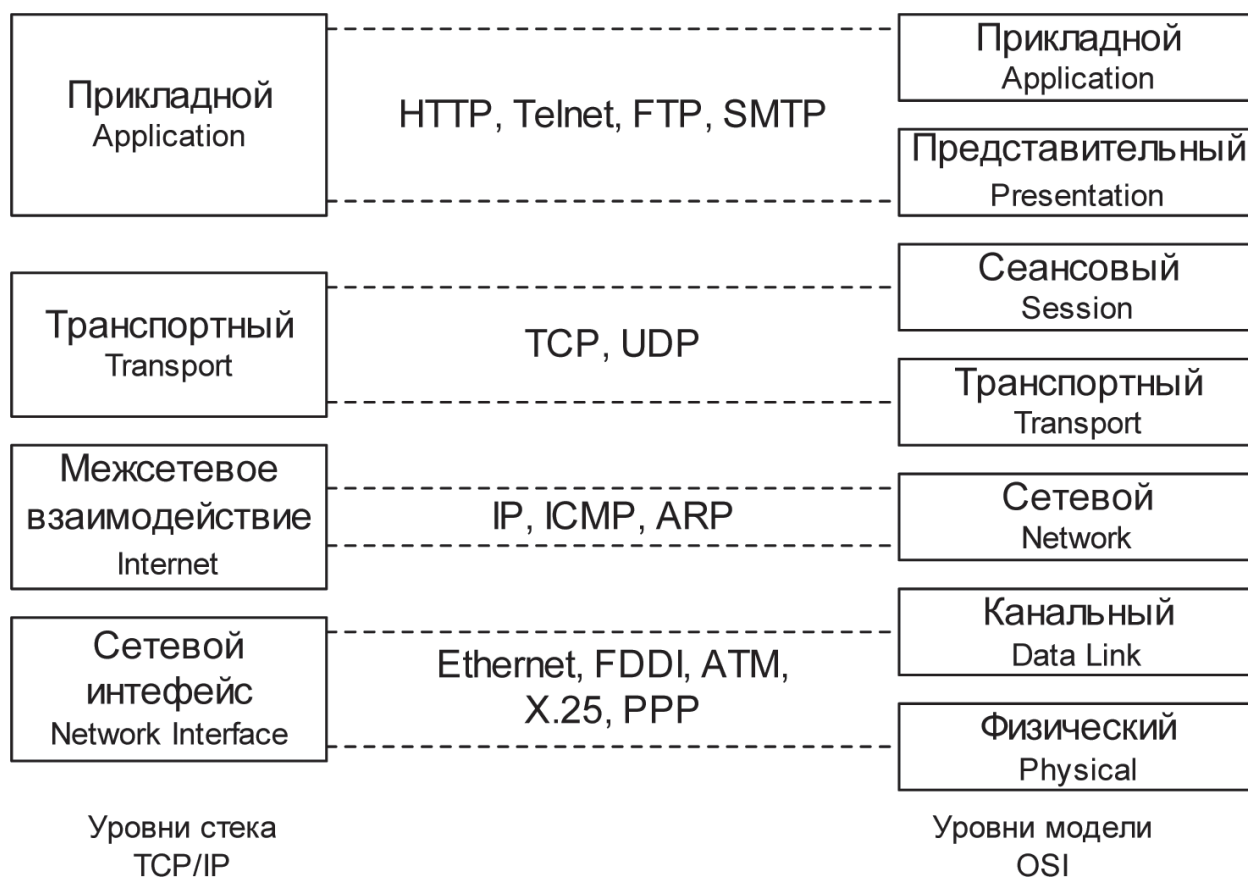 Прикладной
Application
HTTP, Telnet, FTP, SMTP
Прикладной
Application
Представительный
Presentation
Транспортный
Transport
TCP, UDP
Сеансовый
Session
Транспортный
Transport
Межсетевое
взаимодействие
Internet
IP, ICMP, ARP
Сетевой
Network
Сетевой
интефейс
Network Interface
Ethernet, FDDI, ATM,
X.25, PPP
Канальный
Data Link
Физический
Physical
Уровни стека
TCP/IP
Уровни модели
OSI